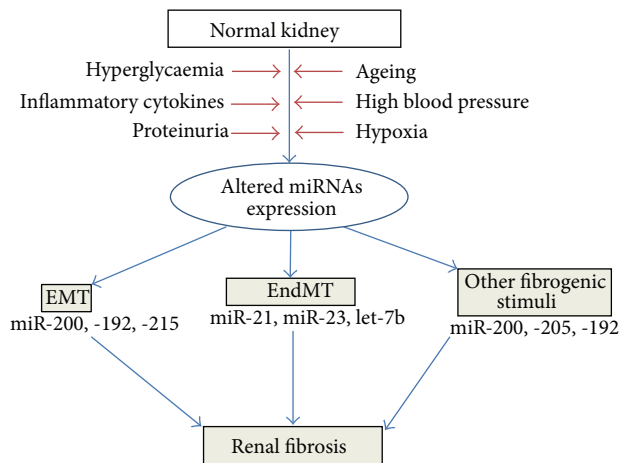 Normal kidney
Hyperglycaemia
Ageing
Inflammatory cytokines
High blood pressure
Proteinuria
Hypoxia
Altered miRNAs
expression
EMT
miR-200, -192, -215
EndMT
miR-21, miR-23, let-7b
Other fibrogenic
stimuli
miR-200, -205, -192
Renal fibrosis